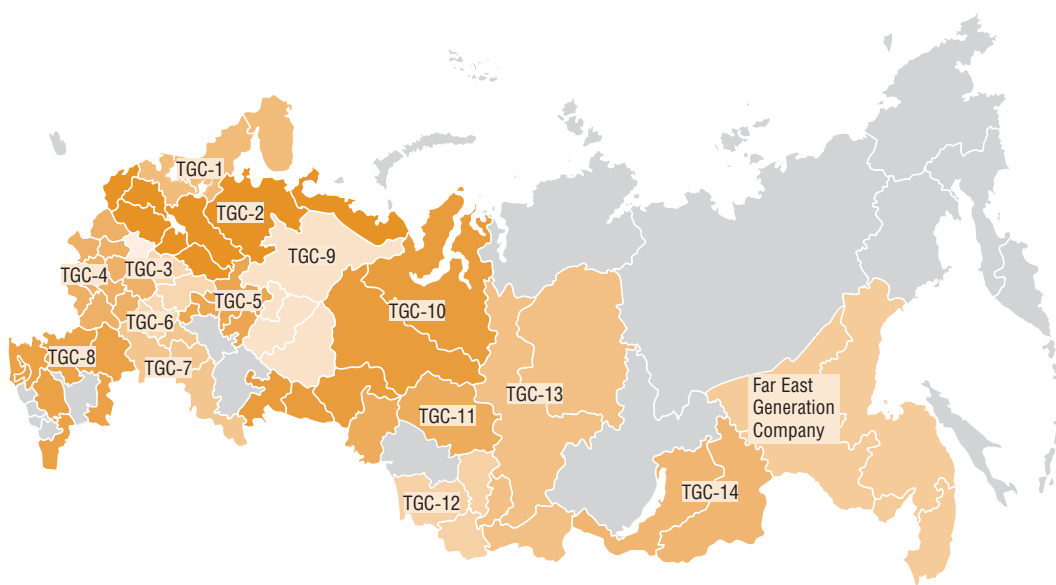 TGC-1
TGC-2
TGC-9
TGC-3
TGC-4
TGC-5
TGC-10
TGC-6
TGC-8
TGC-7
TGC-13
Far East
Generation
Company
TGC-11
TGC-14
TGC-12